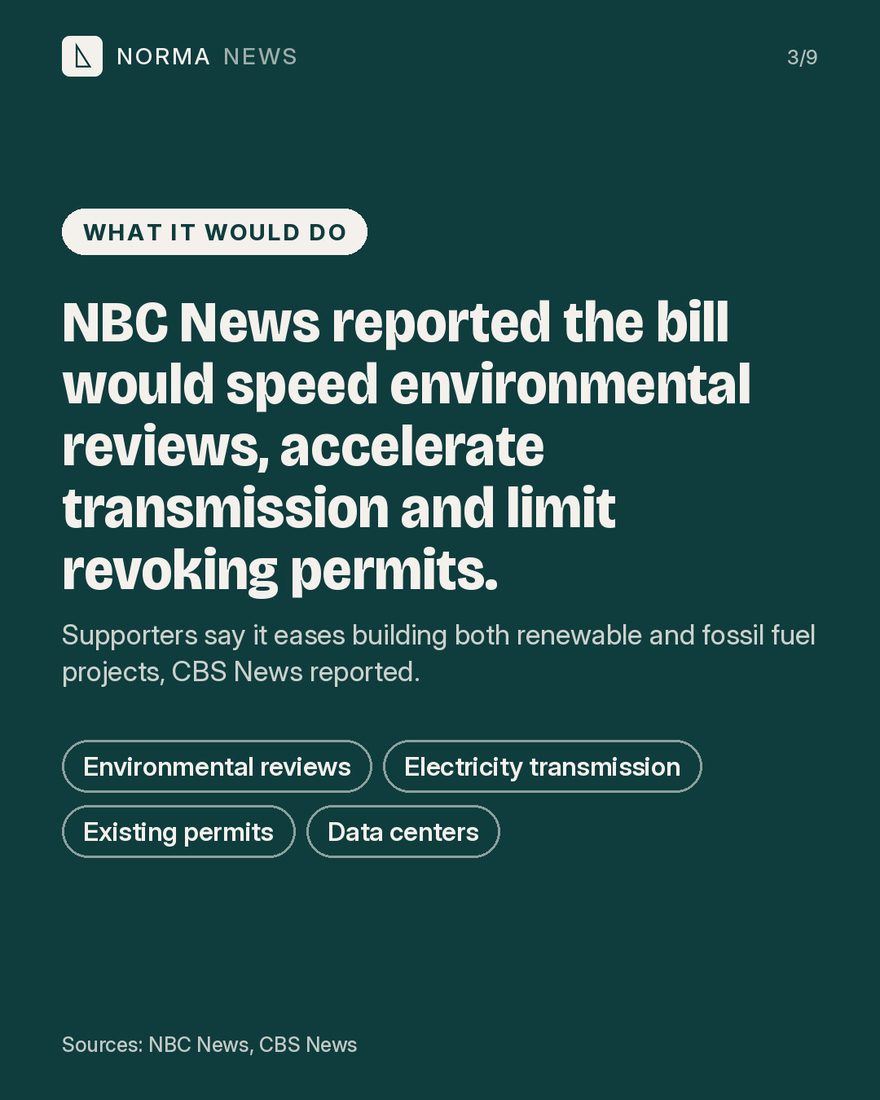 NORMA NEWS
3/9
WHAT IT WOULD DO
NBC News reported the bill
would speed environmental
reviews, accelerate
transmission and limit
revoking permits.
Supporters say it eases building both renewable and fossil fuel
projects, CBS News reported.
Environmental reviews
Electricity transmission
Existing permits
Data centers
Sources: NBC News, CBS News